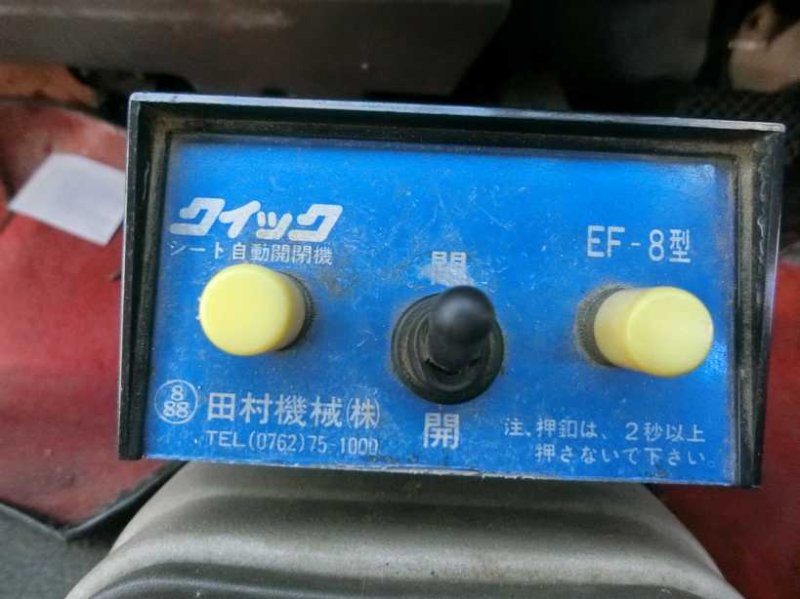 クイック
シート自動開閉機
EF-8型
8
88
田村機械(株)
TEL(0762)75-1000
開
注、押釦は、2秒以上
押さないで下さい。